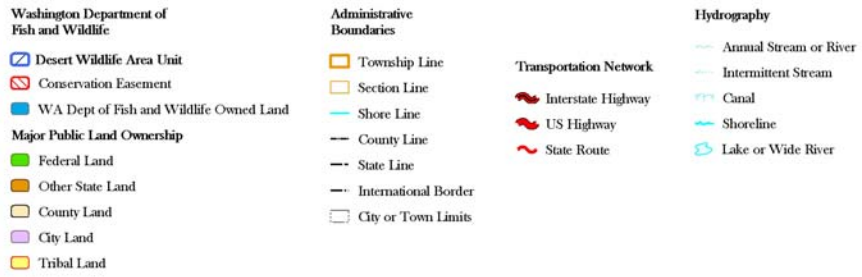 Washington Department of
Fish and Wildlife
Desert Wildlife Area Unit
Conservation Easement
WA Dept of Fish and Wildlife Owned Land
Major Public Land Ownership
Federal Land
Other State Land
County Land
City Land
Tribal Land
Administrative
Boundaries
Township Line
Section Line
Shore Line
County Line
State Line
International Border
City or Town Limits
Transportation Network
Interstate Highway
US Highway
State Route
Hydrography
Annual Stream or River
Intermittent Stream
Canal
Shoreline
Lake or Wide River